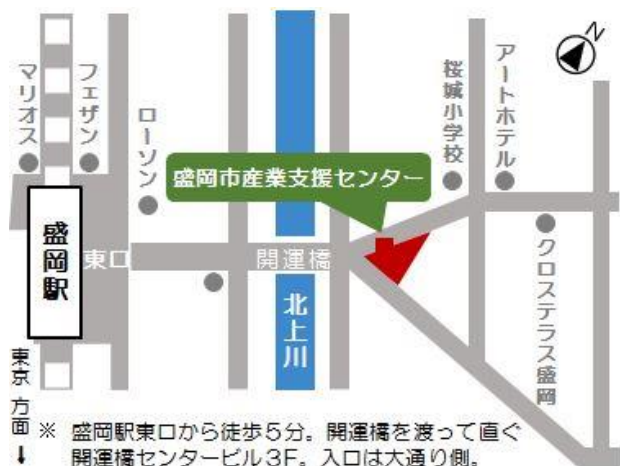 N
マリオス
フェザン
ローソン
桜城小学校
アートホテル
盛岡市産業支援センター
盛岡駅
東口
開運橋
北上川
クロステラス盛岡
東京 方面 ↓
※ 盛岡駅東口から徒歩5分。開運橋を渡って直ぐ
開運橋センタービル3F。入口は大通り側。